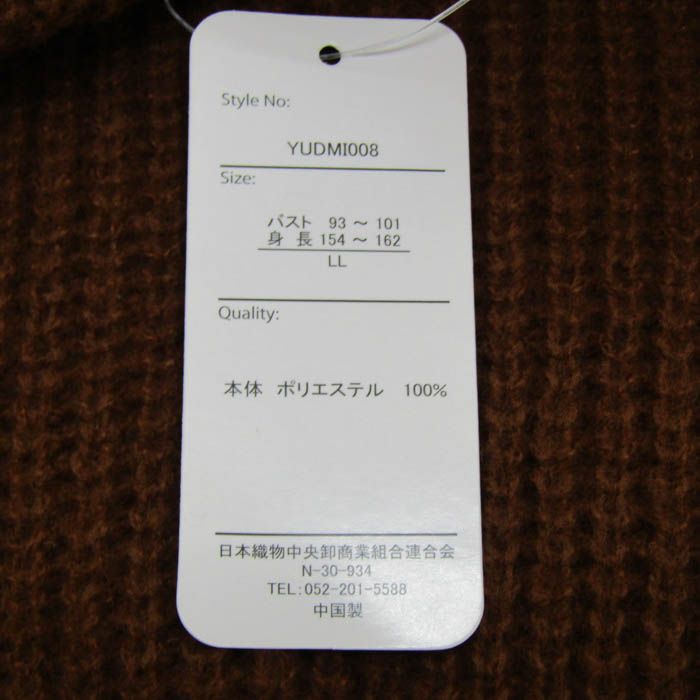 Style No:
YUDMI008
Size:
バスト 93 ～ 101
身 長 154 ～ 162
LL
Quality:
本体 ポリエステル 100%
日本織物中央卸商業組合連合会
N-30-934
TEL:052-201-5588
中国製